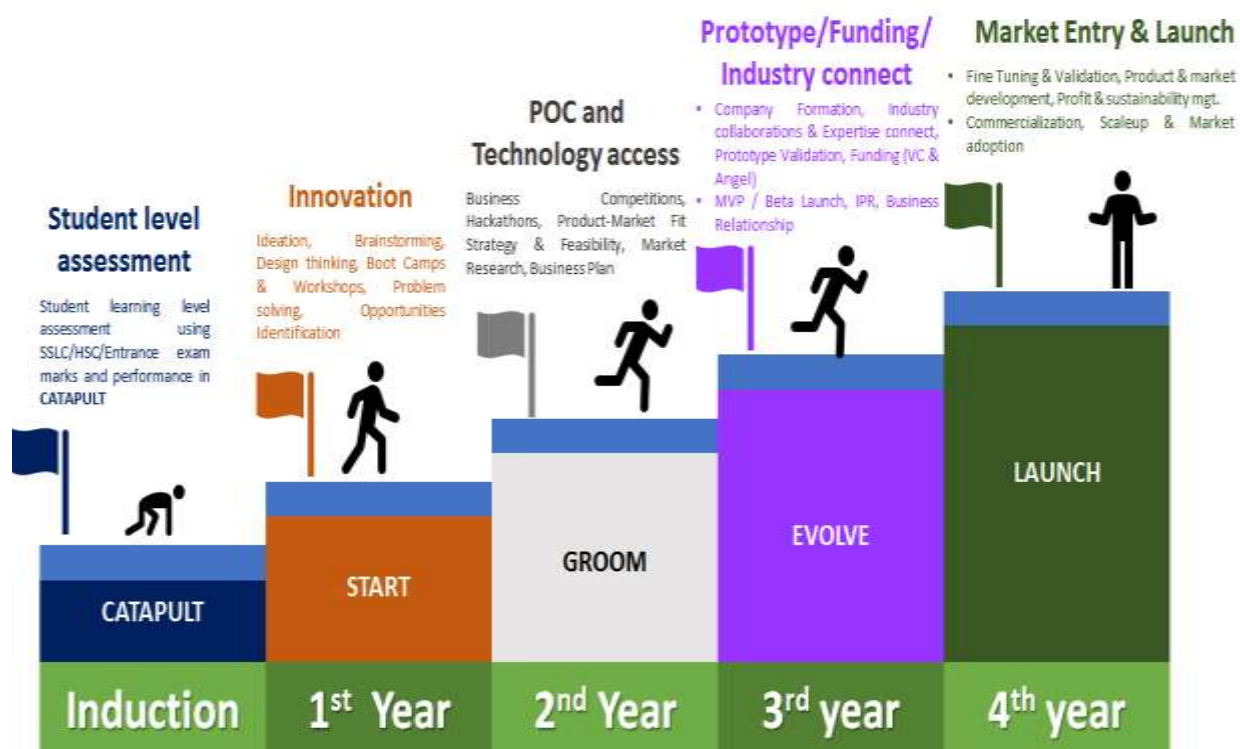 Student level
assessment
Student learning level
assessment using
SSLC/HSC/Entrance exam
marks and performance in
CATAPULT
Innovation
Ideation, Brainstorming,
Design thinking, Boot Camps
& Workshops, Problem
solving, Opportunities
Identification
POC and
Technology access
Business Competitions,
Hackathons, Product-Market Fit
Strategy & Feasibility, Market
Research, Business Plan
Prototype/Funding/
Industry connect
• Company Formation, Industry
collaborations & Expertise connect,
Prototype Validation, Funding (VC &
Angel)
• MVP / Beta Launch, IPR, Business
Relationship
Market Entry & Launch
• Fine Tuning & Validation, Product & market
development, Profit & sustainability mgt.
• Commercialization, Scaleup & Market
adoption
CATAPULT
START
GROOM
EVOLVE
LAUNCH
Induction
1st Year
2nd Year
3rd year
4th year